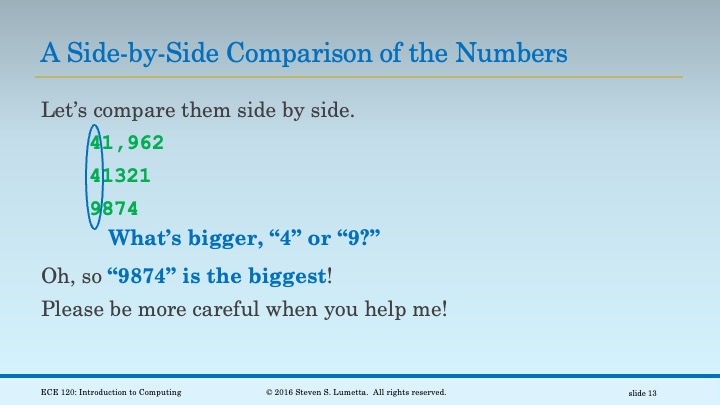 A Side-by-Side Comparison of the Numbers
Let’s compare them side by side.
41,962
41321
9874
What’s bigger, “4” or “9?”
Oh, so “9874” is the biggest!
Please be more careful when you help me!
ECE 120: Introduction to Computing
© 2016 Steven S. Lumetta. All rights reserved.
slide 13